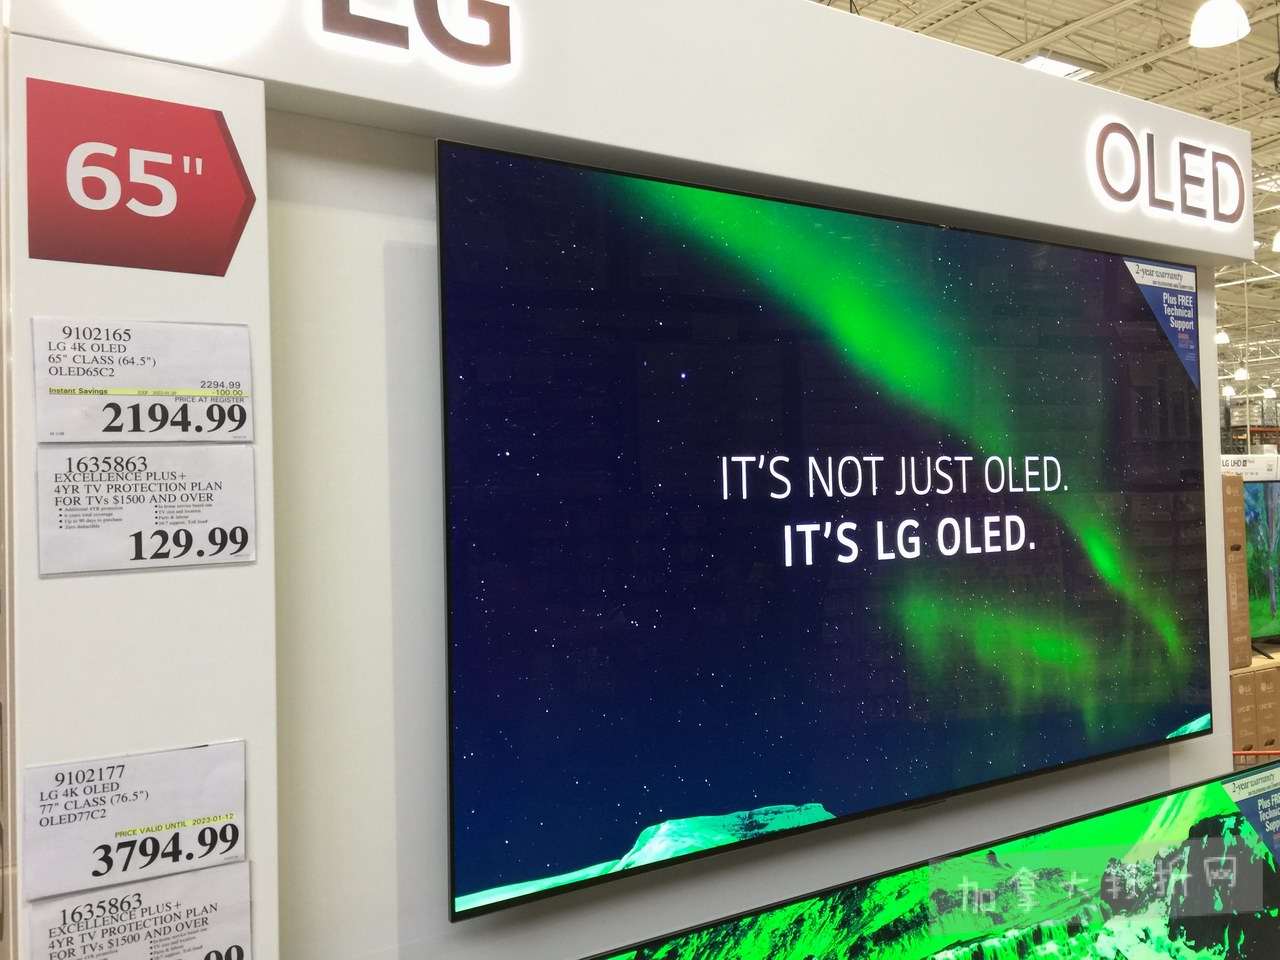 LG
OLED
65"
9102165
LG 4K OLED
65" CLASS (64.5")
OLED65C2
2294.99
Instant Savings
-100.00
PRICE AT REGISTER
2194.99
1635863
EXCELLENCE PLUS+
4YR TV PROTECTION PLAN
FOR TVs $1500 AND OVER
129.99
9102177
LG 4K OLED
77" CLASS (76.5")
OLED77C2
PRICE VALID UNTIL 2023-01-12
3794.99
1635863
EXCELLENCE PLUS+
4YR TV PROTECTION PLAN
FOR TVs $1500 AND OVER
IT'S NOT JUST OLED.
IT'S LG OLED.
2-year warranty
Plus FREE
Technical
Support
LG UHD
2-year warranty
加拿大打折网